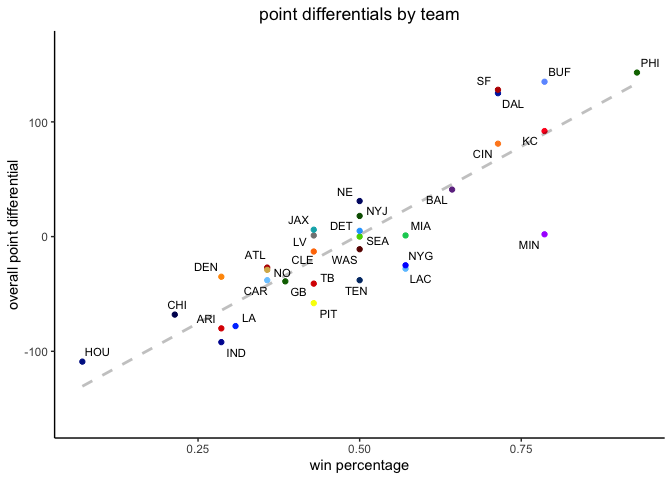 point differentials by team
PHI
BUF
SF
DAL
100
KC
CIN
BAL
NE
NYJ
JAX
DET
MIA
LV
SEA
0
MIN
CLE
WAS
NYG
ATL
DEN
NO
TB
LAC
CAR
GB
TEN
CHI
PIT
ARI
LA
IND
HOU
-100
0.25
0.50
0.75
win percentage
overall point differential